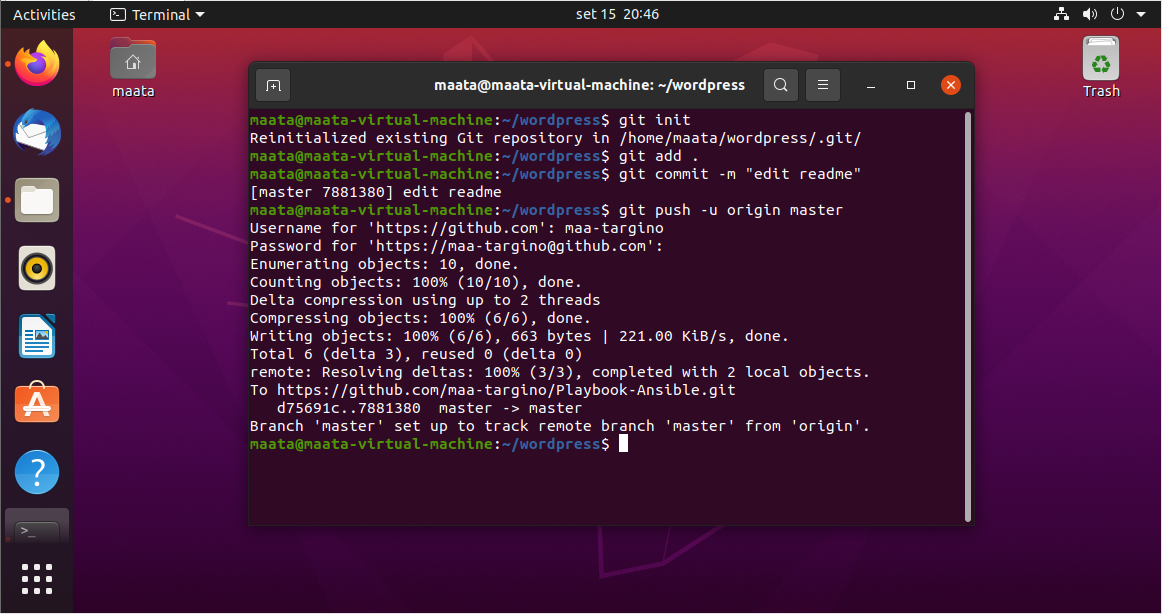 Activities
Terminal
set 15 20:46
maata
Trash
maata@maata-virtual-machine: ~/wordpress
maata@maata-virtual-machine:~/wordpress$ git init
Reinitialized existing Git repository in /home/maata/wordpress/.git/
maata@maata-virtual-machine:~/wordpress$ git add .
maata@maata-virtual-machine:~/wordpress$ git commit -m "edit readme"
[master 7881380] edit readme
maata@maata-virtual-machine:~/wordpress$ git push -u origin master
Username for 'https://github.com': maa-targino
Password for 'https://maa-targino@github.com':
Enumerating objects: 10, done.
Counting objects: 100% (10/10), done.
Delta compression using up to 2 threads
Compressing objects: 100% (6/6), done.
Writing objects: 100% (6/6), 663 bytes | 221.00 KiB/s, done.
Total 6 (delta 3), reused 0 (delta 0)
remote: Resolving deltas: 100% (3/3), completed with 2 local objects.
To https://github.com/maa-targino/Playbook-Ansible.git
   d75691c..7881380  master -> master
Branch 'master' set up to track remote branch 'master' from 'origin'.
maata@maata-virtual-machine:~/wordpress$